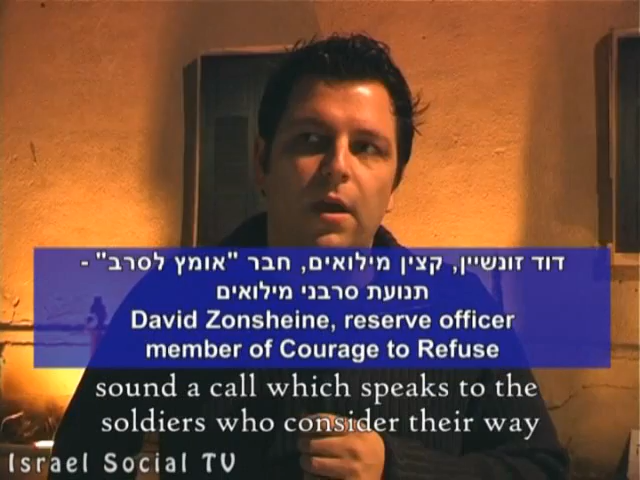 דוד זונשיין, קצין מילואים, חבר "אומץ לסרב" -
תנועת סרבני מילואים
David Zonsheine, reserve officer
member of Courage to Refuse
sound a call which speaks to the
soldiers who consider their way
Israel Social TV